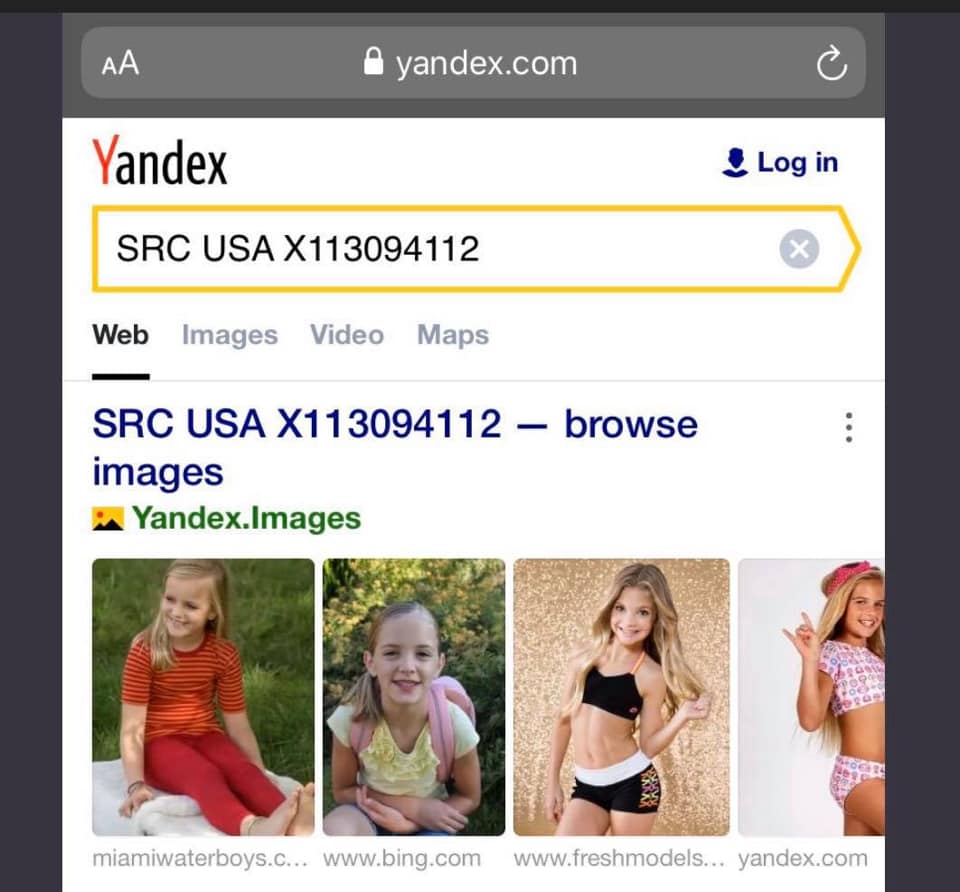 AA yandex.com
Yandex
Log in
SRC USA X113094112
Web Images Video Maps
SRC USA X113094112 — browse
images
Yandex.Images
miamiwaterboys.c... www.bing.com www.freshmodels... yandex.com